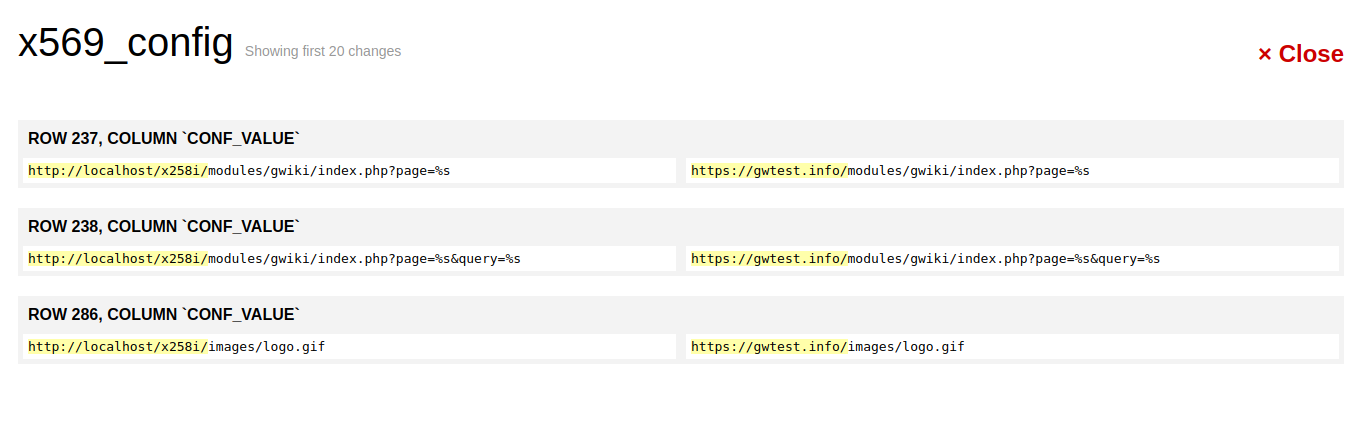 x569_config Showing first 20 changes
× Close
ROW 237, COLUMN `CONF_VALUE`
http://localhost/x258i/modules/gwiki/index.php?page=%s https://gwtest.info/modules/gwiki/index.php?page=%s
ROW 238, COLUMN `CONF_VALUE`
http://localhost/x258i/modules/gwiki/index.php?page=%s&query=%s https://gwtest.info/modules/gwiki/index.php?page=%s&query=%s
ROW 286, COLUMN `CONF_VALUE`
http://localhost/x258i/images/logo.gif https://gwtest.info/images/logo.gif